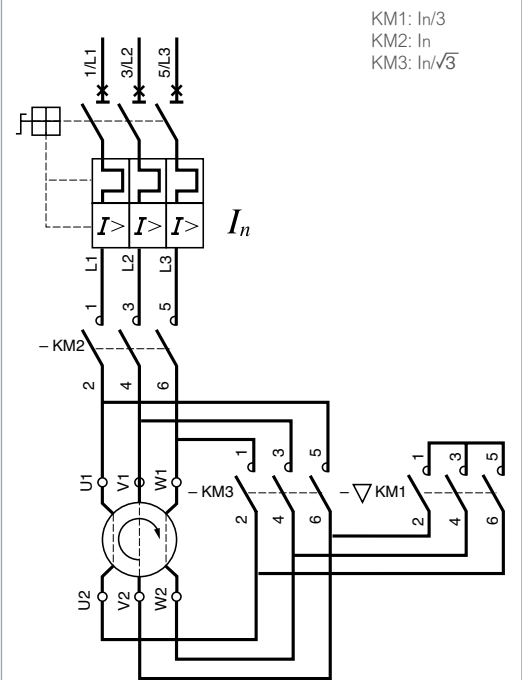 KM1: In/3
KM2: In
KM3: In/√3
1/L1 3/L2 5/L3
I> I> I> In
L1 L2 L3
1 3 5
– KM2
2 4 6
1 3 5
1 3 5
U1 V1 W1
– KM3
– ▽ KM1
2 4 6
2 4 6
U2 V2 W2